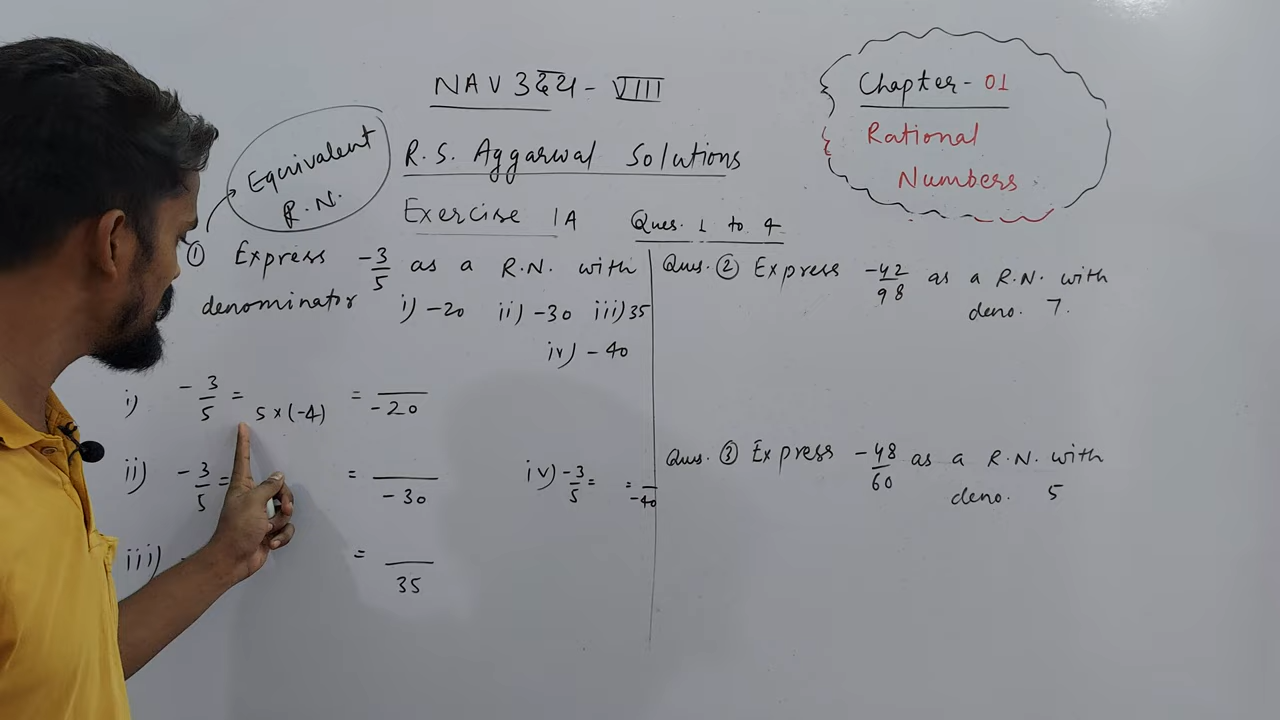 NAV उदय - VIII
Chapter - 01
Rational
Numbers
Equivalent
R.N.
R.S. Aggarwal Solutions
Exercise 1A Ques. 1 to 4
① Express -3/5 as a R.N. with
denominator i) -20 ii) -30 iii) 35
iv) -40
i) -3/5 = 5×(-4) = /-20
ii) -3/5 = = /-30
iii) = /35
iv) -3/5 = = /-40
Ques. ② Express -42/98 as a R.N. with
deno. 7.
Ques. ③ Express -48/60 as a R.N. with
deno. 5